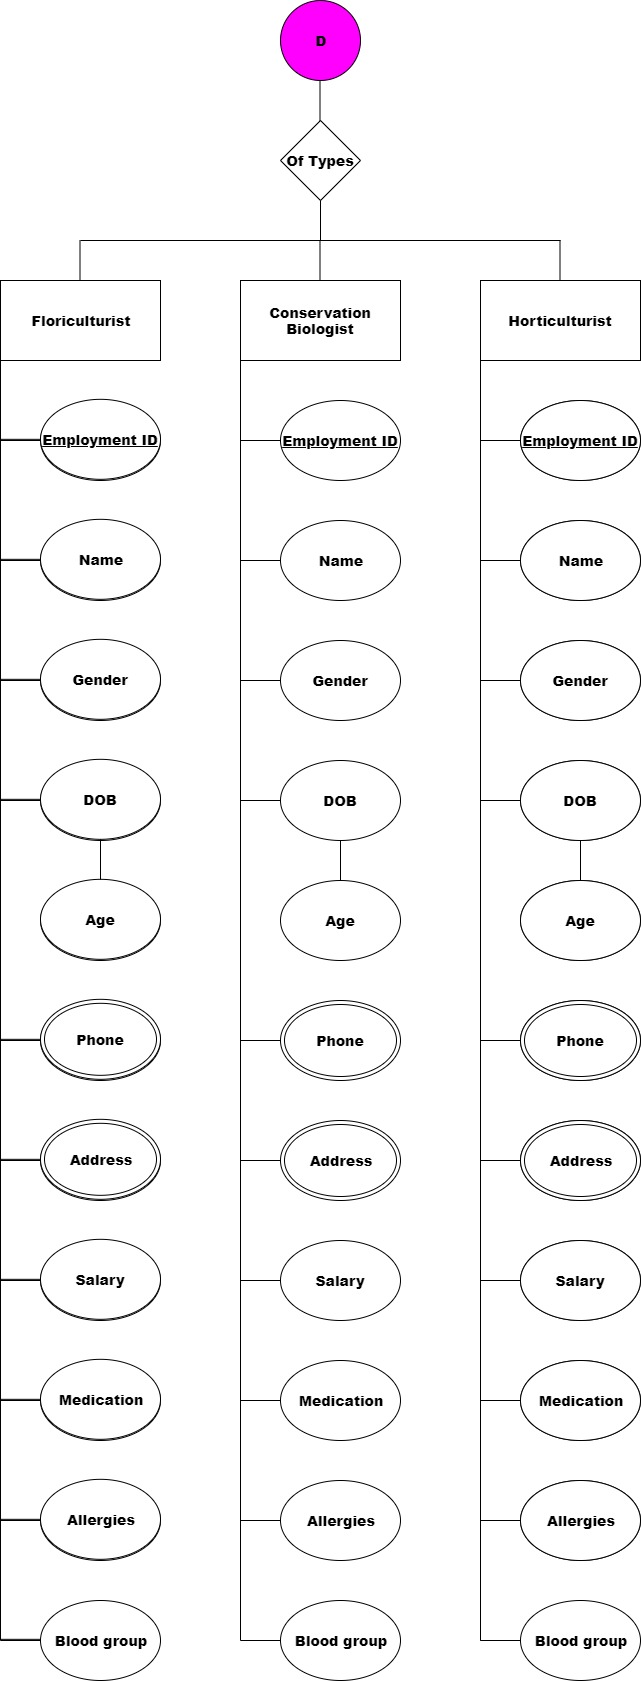 D
Of Types
Floriculturist
Conservation
Biologist
Horticulturist
Employment ID
Employment ID
Employment ID
Name
Name
Name
Gender
Gender
Gender
DOB
DOB
DOB
Age
Age
Age
Phone
Phone
Phone
Address
Address
Address
Salary
Salary
Salary
Medication
Medication
Medication
Allergies
Allergies
Allergies
Blood group
Blood group
Blood group